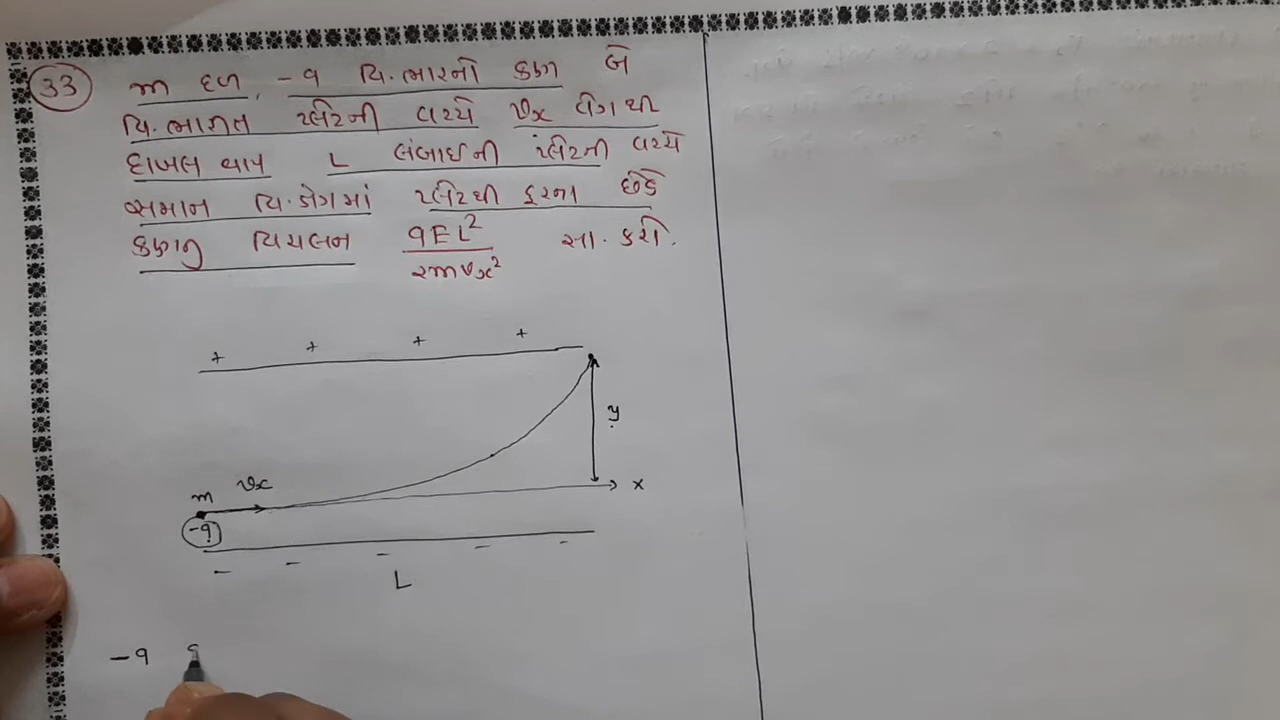 33 m દળ, -q વિ.ભારનો કણ બે
વિ.ભારીત પ્લેટની વચ્ચે vx વેગથી
દાખલ થાય L લંબાઇની પ્લેટની વચ્ચે
સમાન વિ.ક્ષેત્રમાં પ્લેટથી દૂરના છેડે
કણનું વિચલન qEL²/2mvx² સા. કરો.
+ + + +
y
m vx
x
-q
- - - - -
L
-q